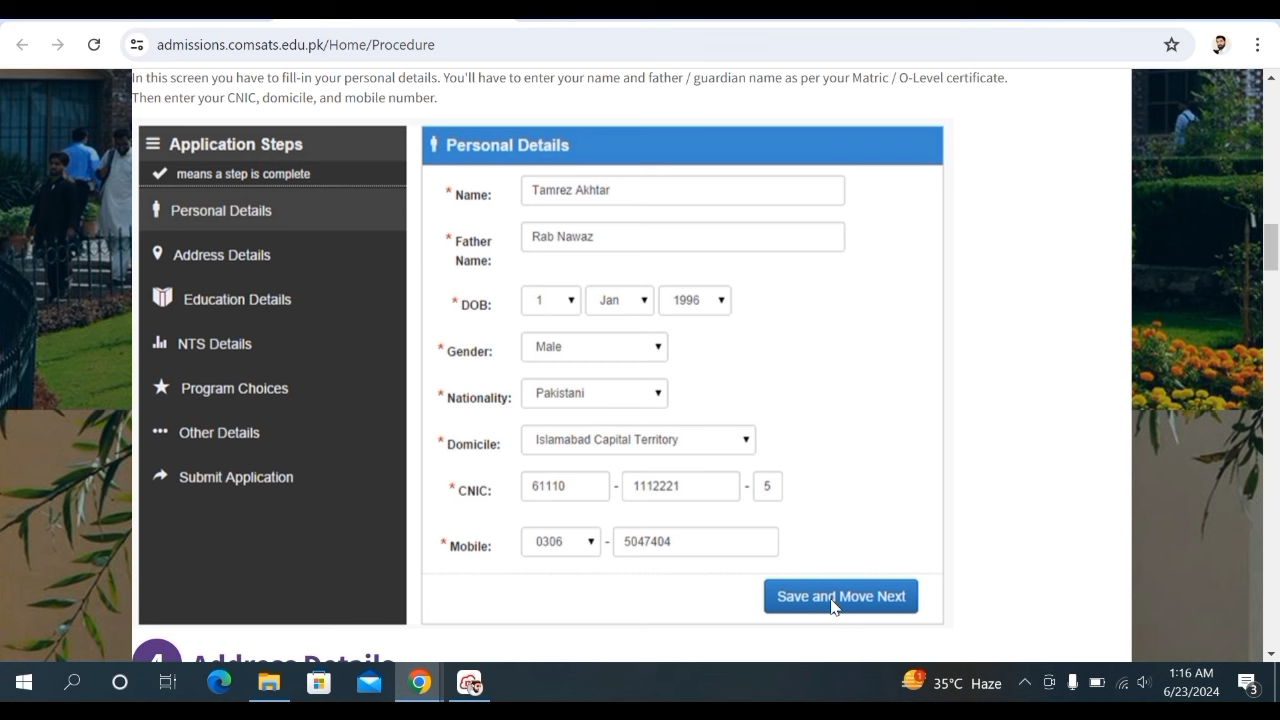 admissions.comsats.edu.pk/Home/Procedure
In this screen you have to fill-in your personal details. You'll have to enter your name and father / guardian name as per your Matric / O-Level certificate.
Then enter your CNIC, domicile, and mobile number.
Application Steps
means a step is complete
Personal Details
Address Details
Education Details
NTS Details
Program Choices
Other Details
Submit Application
Personal Details
* Name: Tamrez Akhtar
* Father Name: Rab Nawaz
* DOB: 1 Jan 1996
* Gender: Male
* Nationality: Pakistani
* Domicile: Islamabad Capital Territory
* CNIC: 61110 - 1112221 - 5
* Mobile: 0306 - 5047404
Save and Move Next
4 Address Details
35°C Haze
1:16 AM
6/23/2024
3